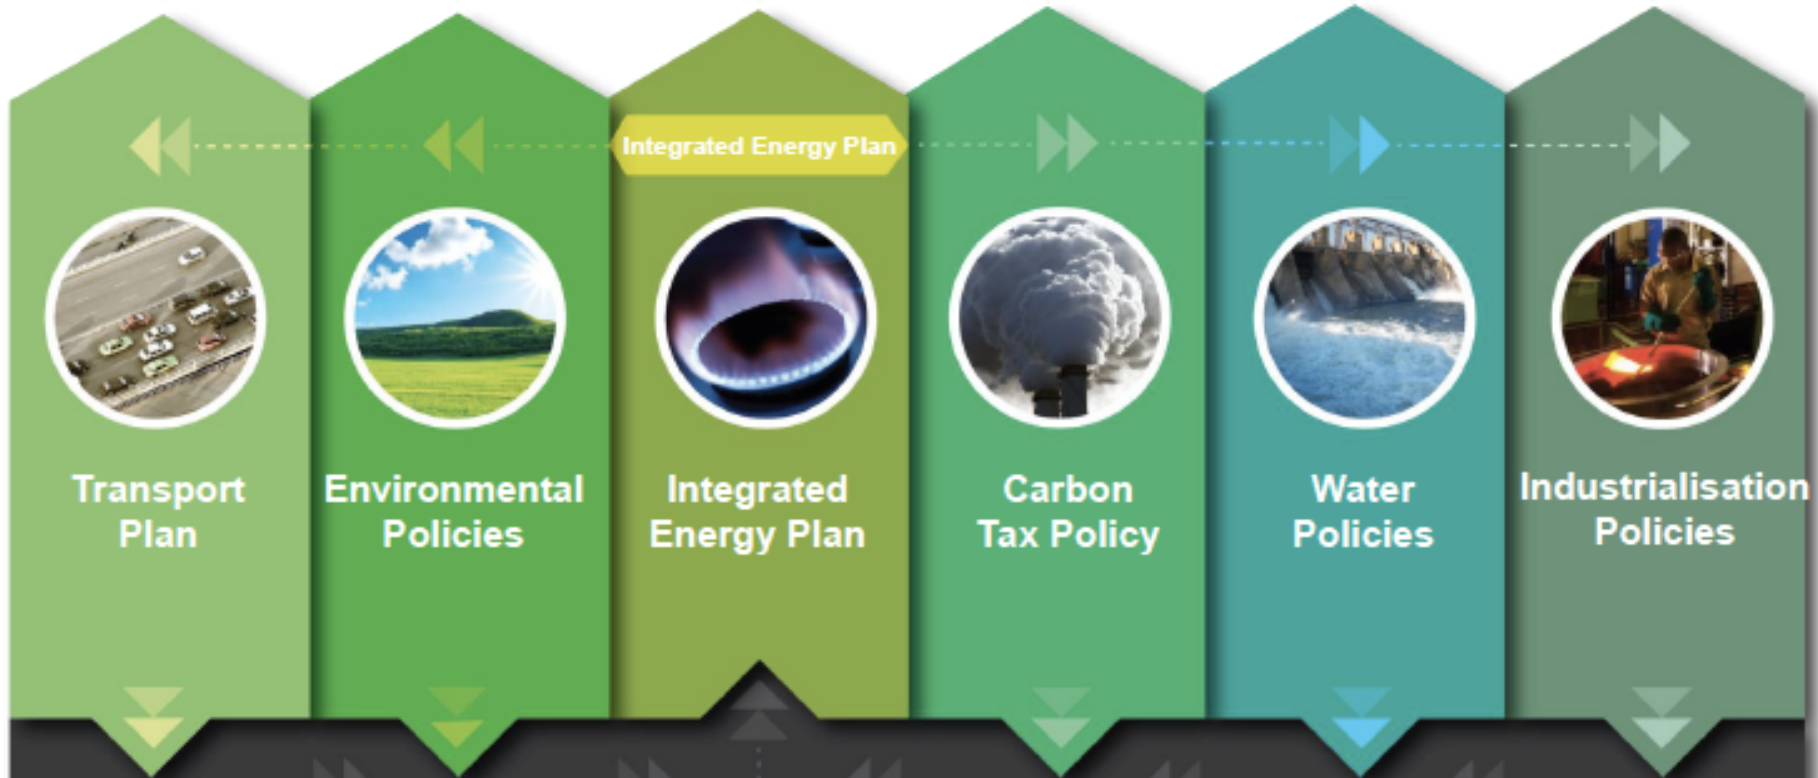 Integrated Energy Plan
Transport
Plan
Environmental
Policies
Integrated
Energy Plan
Carbon
Tax Policy
Water
Policies
Industrialisation
Policies